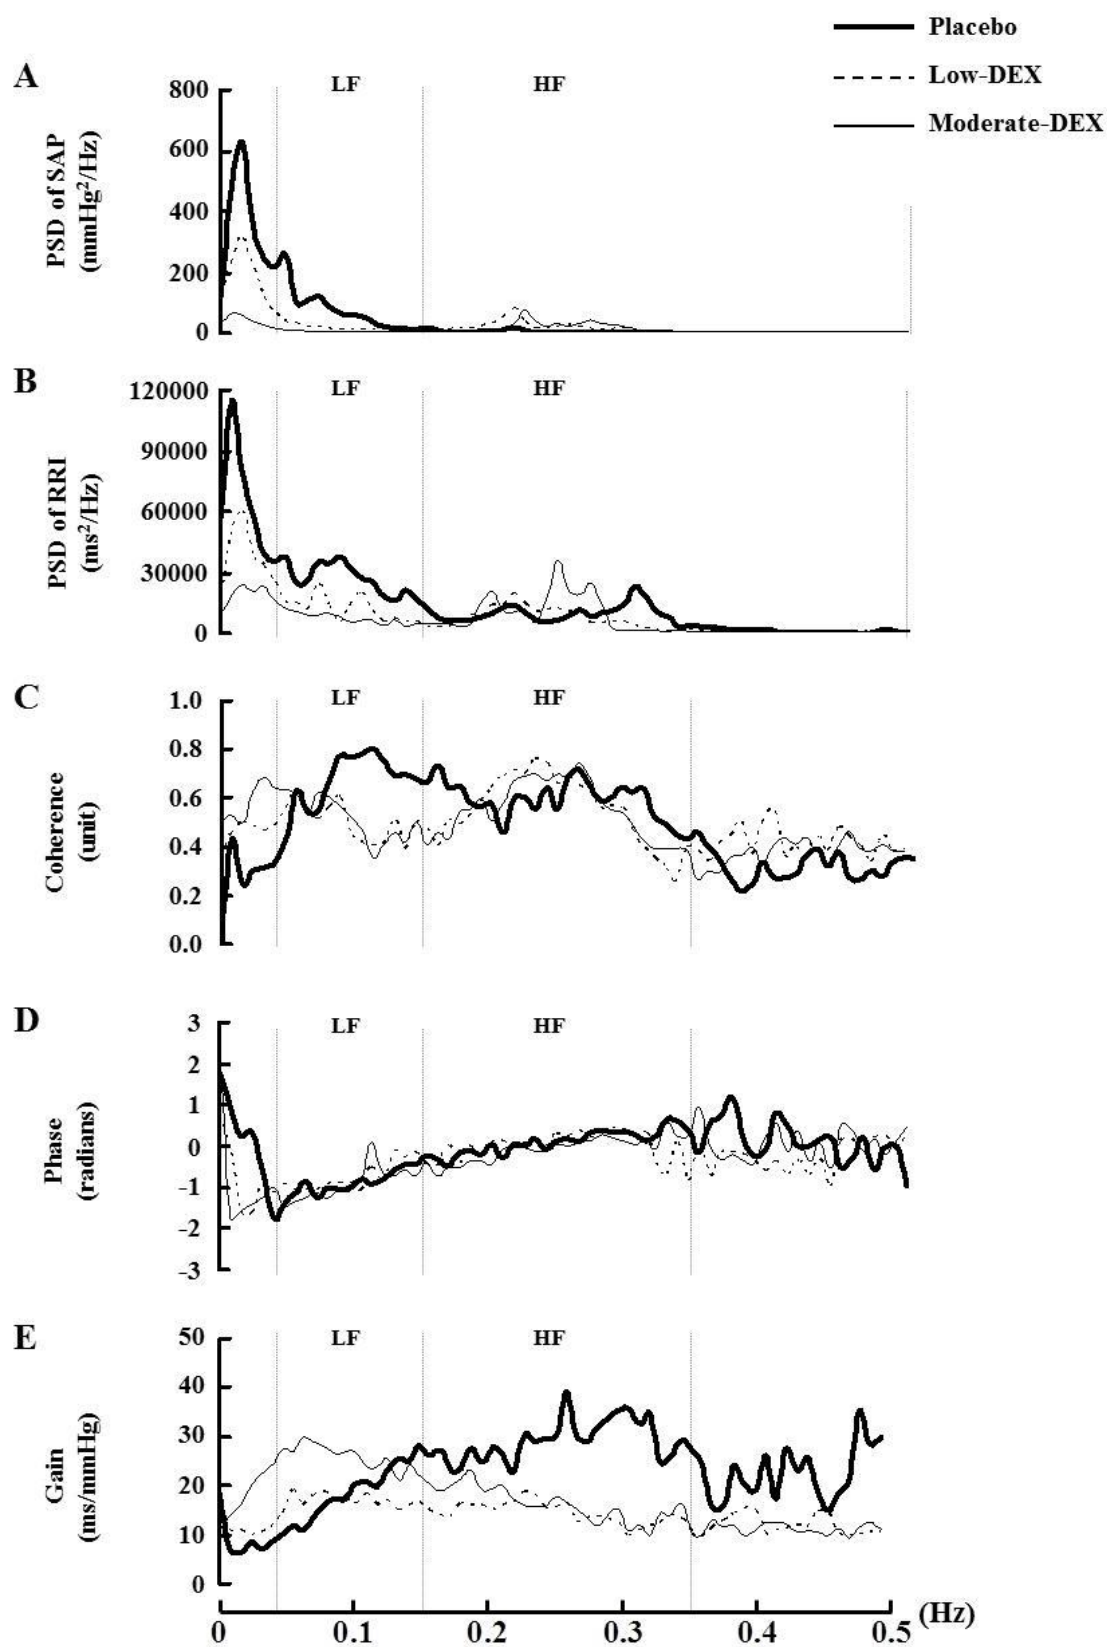 Placebo
Low-DEX
Moderate-DEX
A
LF
HF
PSD of SAP
(mmHg²/Hz)
800
600
400
200
0
B
LF
HF
PSD of RRI
(ms²/Hz)
120000
90000
60000
30000
0
C
LF
HF
Coherence
(unit)
1.0
0.8
0.6
0.4
0.2
0.0
D
LF
HF
Phase
(radians)
3
2
1
0
-1
-2
-3
E
LF
HF
Gain
(ms/mmHg)
50
40
30
20
10
0
0 0.1 0.2 0.3 0.4 0.5 (Hz)